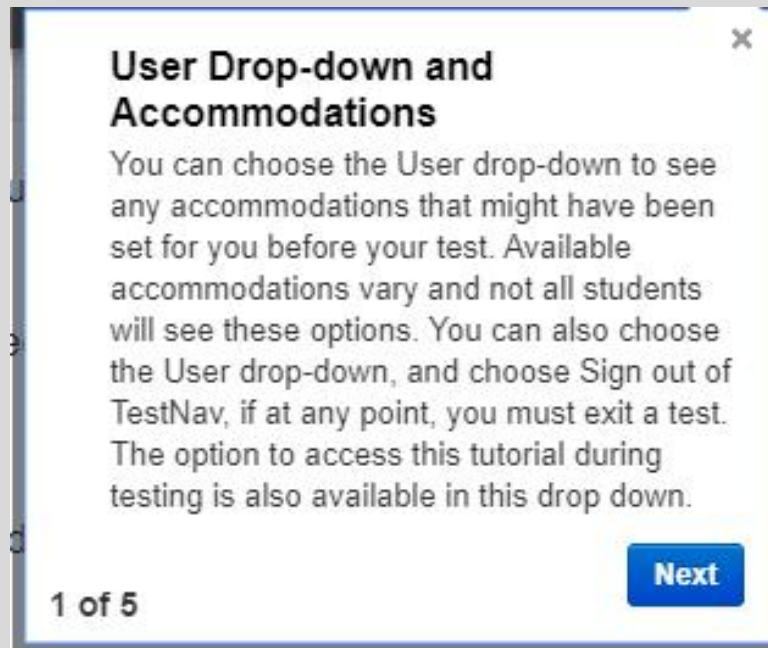 User Drop-down and
Accommodations
You can choose the User drop-down to see
any accommodations that might have been
set for you before your test. Available
accommodations vary and not all students
will see these options. You can also choose
the User drop-down, and choose Sign out of
TestNav, if at any point, you must exit a test.
The option to access this tutorial during
testing is also available in this drop down.
Next
1 of 5